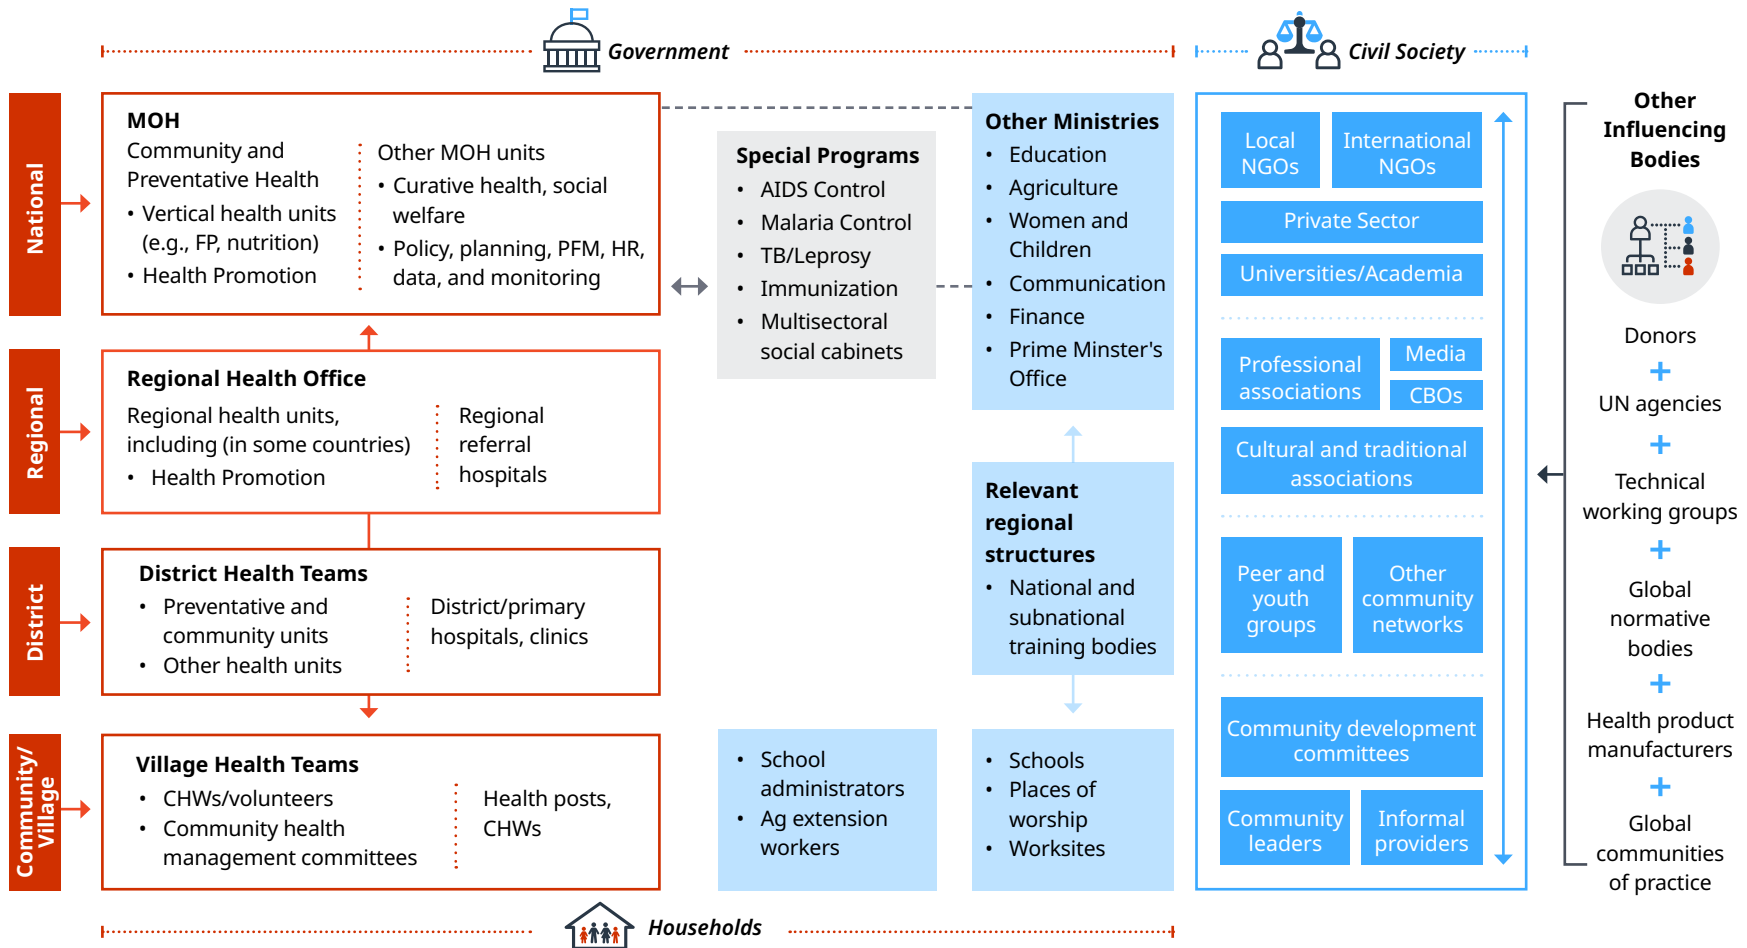 Government
Civil Society
National
MOH
Community and
Preventative Health
• Vertical health units
(e.g., FP, nutrition)
• Health Promotion
Other MOH units
• Curative health, social
welfare
• Policy, planning, PFM, HR,
data, and monitoring
Special Programs
• AIDS Control
• Malaria Control
• TB/Leprosy
• Immunization
• Multisectoral
social cabinets
Other Ministries
• Education
• Agriculture
• Women and
Children
• Communication
• Finance
• Prime Minster's
Office
Regional
Regional Health Office
Regional health units,
including (in some countries)
• Health Promotion
Regional
referral
hospitals
Relevant
regional
structures
• National and
subnational
training bodies
District
District Health Teams
• Preventative and
community units
• Other health units
District/primary
hospitals, clinics
Community/
Village
Village Health Teams
• CHWs/volunteers
• Community health
management committees
Health posts,
CHWs
• School
administrators
• Ag extension
workers
• Schools
• Places of
worship
• Worksites
Local
NGOs
International
NGOs
Private Sector
Universities/Academia
Professional
associations
Media
CBOs
Cultural and traditional
associations
Peer and
youth
groups
Other
community
networks
Community development
committees
Community
leaders
Informal
providers
Other
Influencing
Bodies
Donors
+
UN agencies
+
Technical
working groups
+
Global
normative
bodies
+
Health product
manufacturers
+
Global
communities
of practice
Households